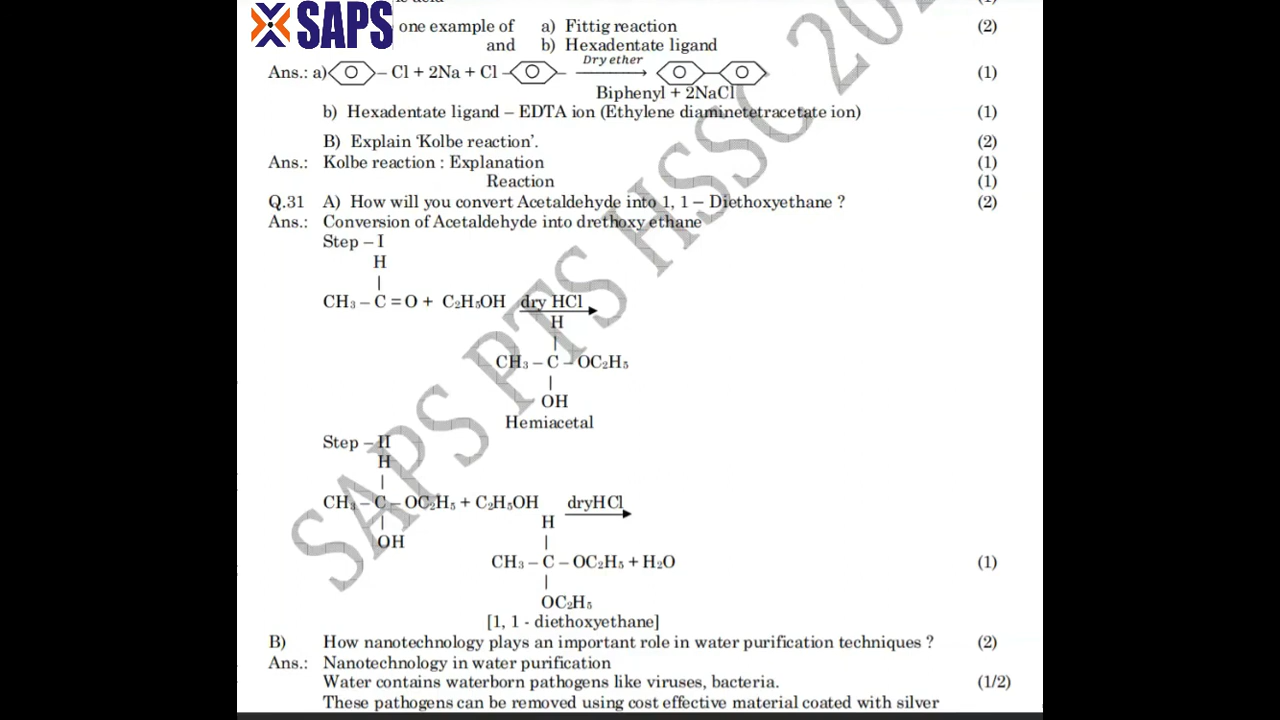 SAPS
(1)
one example of a) Fittig reaction (2)
and b) Hexadentate ligand
Dry ether
Ans.: a) – Cl + 2Na + Cl – (1)
Biphenyl + 2NaCl
b) Hexadentate ligand – EDTA ion (Ethylene diaminetetracetate ion) (1)
B) Explain ‘Kolbe reaction’. (2)
Ans.: Kolbe reaction : Explanation (1)
Reaction (1)
Q.31 A) How will you convert Acetaldehyde into 1, 1 – Diethoxyethane ? (2)
Ans.: Conversion of Acetaldehyde into drethoxy ethane
Step – I
H
|
CH₃ – C = O + C₂H₅OH dry HCl
H
|
CH₃ – C – OC₂H₅
|
OH
Hemiacetal
Step – II
H
|
CH₃ – C – OC₂H₅ + C₂H₅OH dryHCl
|
OH
H
|
CH₃ – C – OC₂H₅ + H₂O (1)
|
OC₂H₅
[1, 1 - diethoxyethane]
B) How nanotechnology plays an important role in water purification techniques ? (2)
Ans.: Nanotechnology in water purification
Water contains waterborn pathogens like viruses, bacteria. (1/2)
These pathogens can be removed using cost effective material coated with silver
SAPS PTS HSSC 202